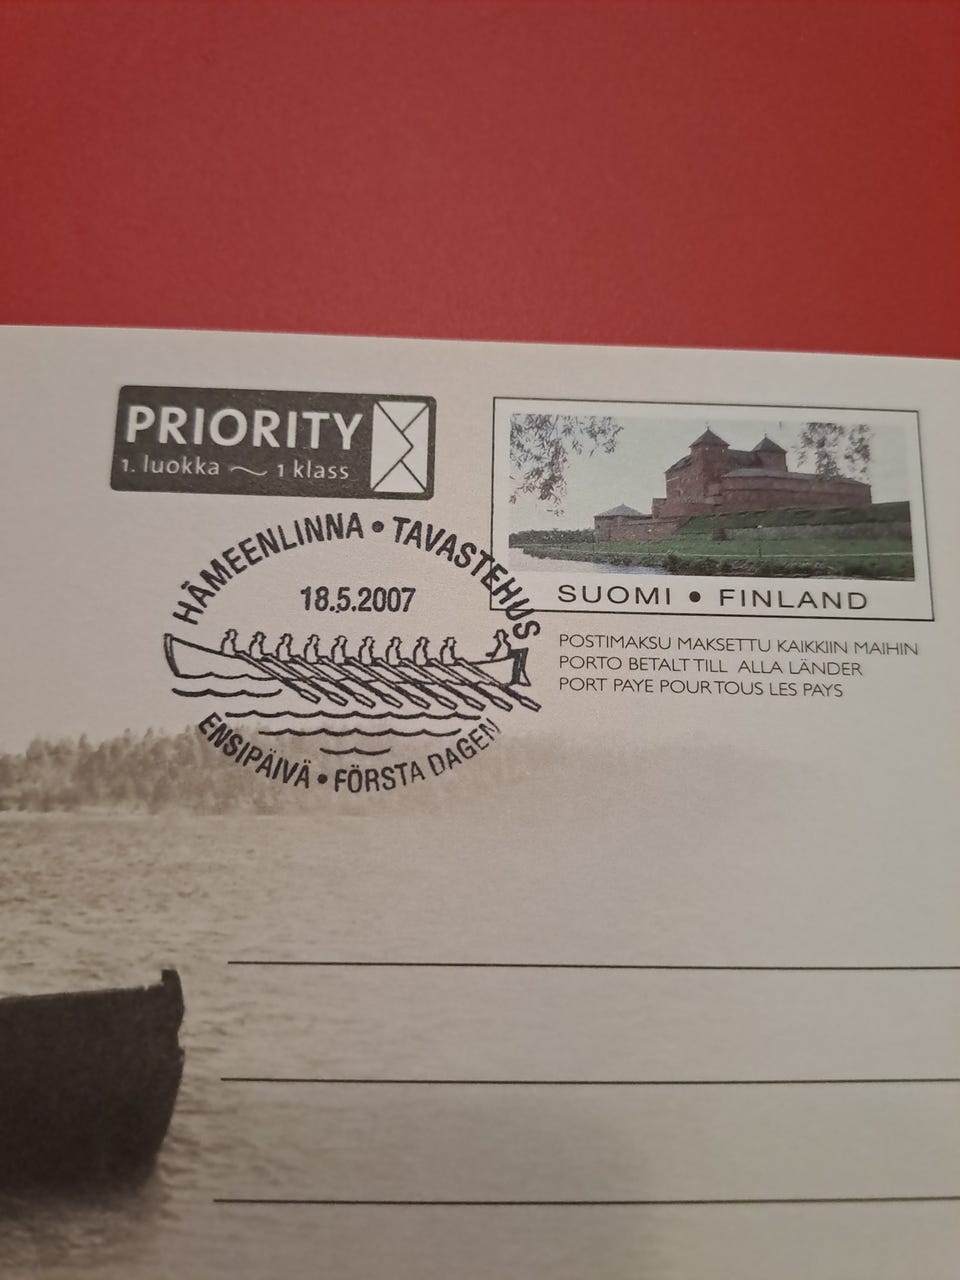 PRIORITY
1. luokka ~ 1 klass
HÄMEENLINNA • TAVASTEHUS
18.5.2007
ENSIPÄIVÄ • FÖRSTA DAGEN
SUOMI • FINLAND
POSTIMAKSU MAKSETTU KAIKKIIN MAIHIN
PORTO BETALT TILL ALLA LÄNDER
PORT PAYE POUR TOUS LES PAYS